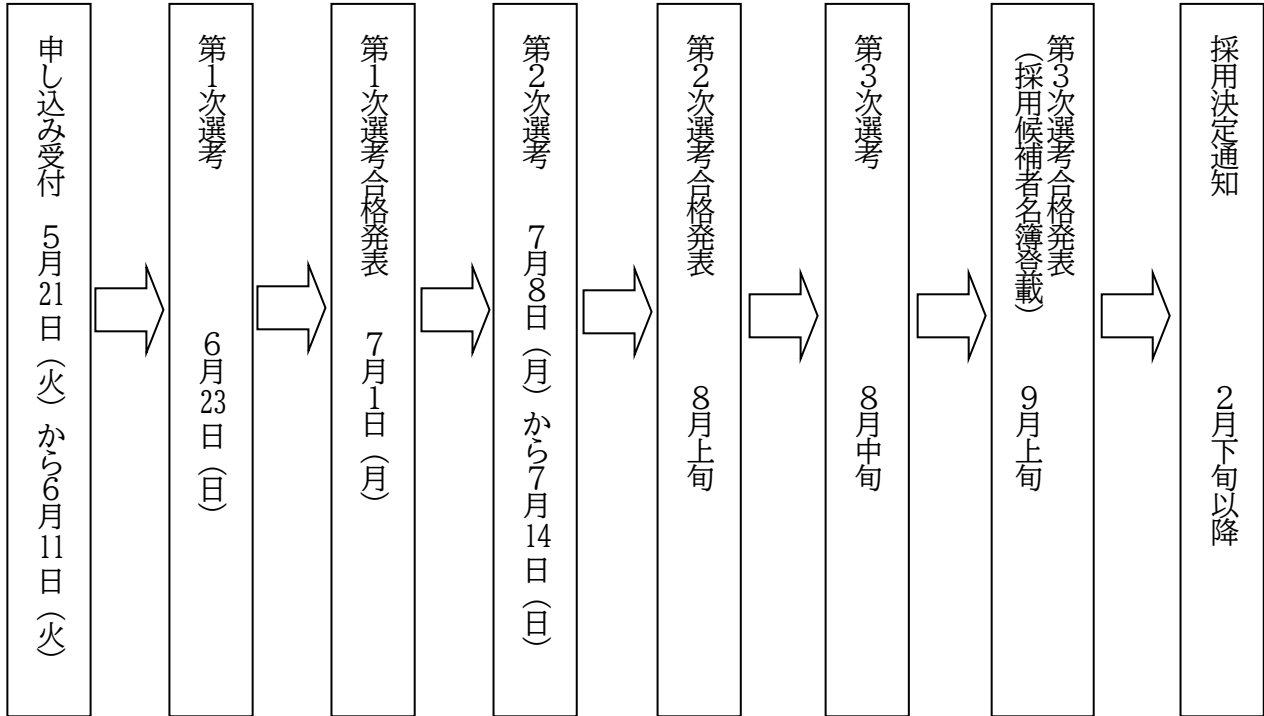 申し込み受付　５月21日（火）から６月11日（火）
第１次選考　６月23日（日）
第１次選考合格発表　７月１日（月）
第２次選考　７月８日（月）から７月14日（日）
第２次選考合格発表　８月上旬
第３次選考　８月中旬
第３次選考合格発表
（採用候補者名簿登載）　９月上旬
採用決定通知　２月下旬以降